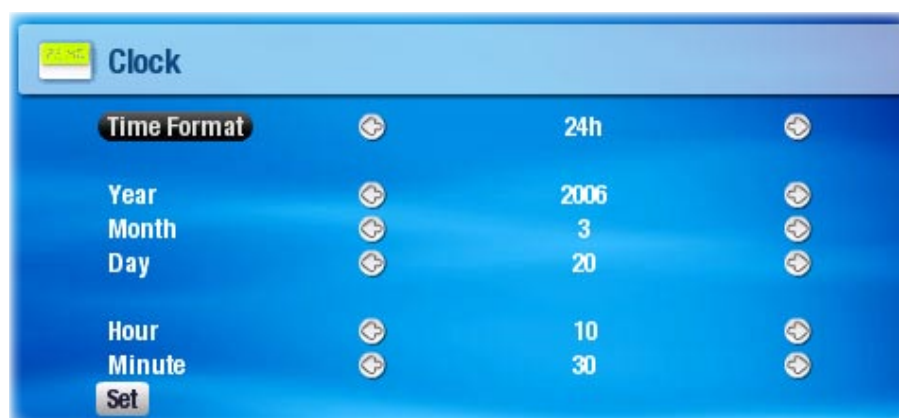 Clock
Time Format 24h
Year 2006
Month 3
Day 20
Hour 10
Minute 30
Set